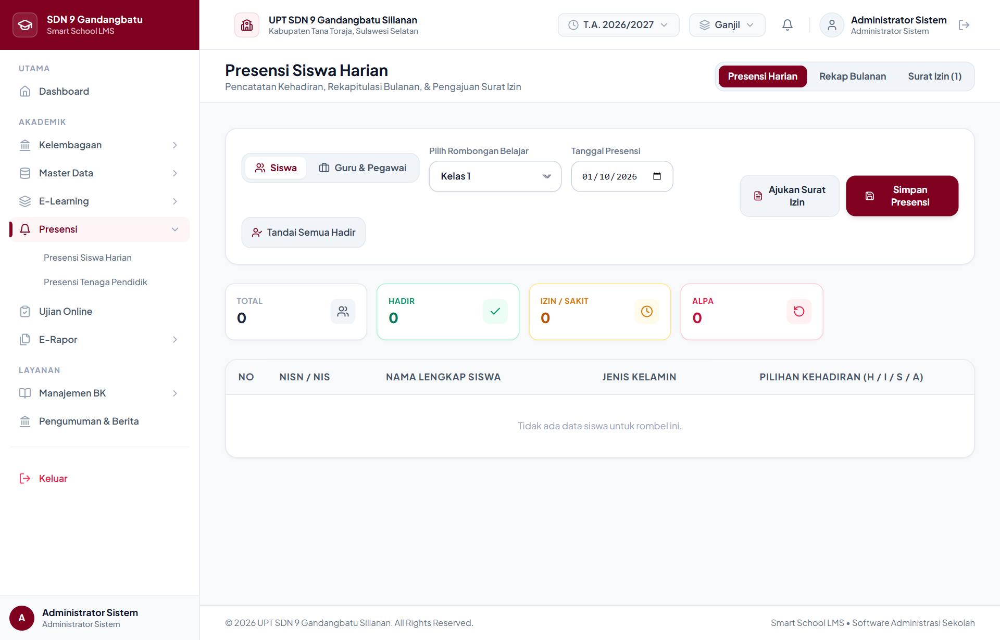 SDN 9 Gandangbatu
Smart School LMS
UPT SDN 9 Gandangbatu Sillanan
Kabupaten Tana Toraja, Sulawesi Selatan
T.A. 2026/2027
Ganjil
Administrator Sistem
Administrator Sistem
UTAMA
Dashboard
AKADEMIK
Kelembagaan
Master Data
E-Learning
Presensi
Presensi Siswa Harian
Presensi Tenaga Pendidik
Ujian Online
E-Rapor
LAYANAN
Manajemen BK
Pengumuman & Berita
Keluar
A
Administrator Sistem
Administrator Sistem
Presensi Siswa Harian
Pencatatan Kehadiran, Rekapitulasi Bulanan, & Pengajuan Surat Izin
Presensi Harian
Rekap Bulanan
Surat Izin (1)
Siswa
Guru & Pegawai
Pilih Rombongan Belajar
Kelas 1
Tanggal Presensi
01/10/2026
Ajukan Surat
Izin
Simpan
Presensi
Tandai Semua Hadir
TOTAL
0
HADIR
0
IZIN / SAKIT
0
ALPA
0
NO
NISN / NIS
NAMA LENGKAP SISWA
JENIS KELAMIN
PILIHAN KEHADIRAN (H / I / S / A)
Tidak ada data siswa untuk rombel ini.
© 2026 UPT SDN 9 Gandangbatu Sillanan. All Rights Reserved.
Smart School LMS • Software Administrasi Sekolah